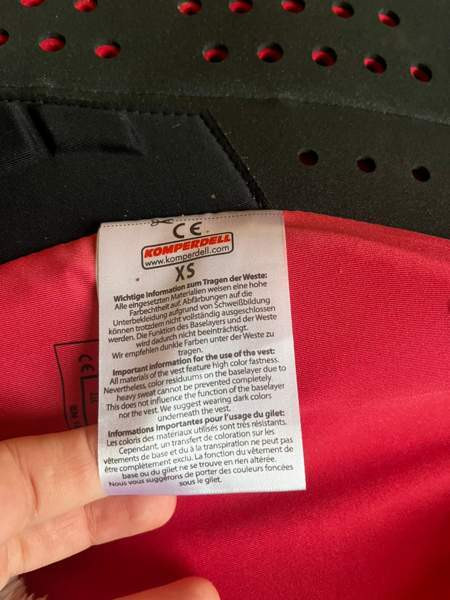 CE
KOMPERDELL
www.komperdell.com
XS
Wichtige Information zum Tragen der Weste:
Alle eingesetzten Materialien weisen eine hohe
Farbechtheit auf. Abfärbungen auf die
Unterbekleidung aufgrund von Schweißbildung
können trotzdem nicht vollständig ausgeschlossen
werden. Die Funktion des Baselayers und der Weste
wird dadurch nicht beeinträchtigt.
Wir empfehlen dunkle Farben unter der Weste zu
tragen.
Important information for the use of the vest:
All materials of the vest feature high color fastness.
Nevertheless, color residuums on the baselayer due to
heavy sweat cannot be prevented completely.
This does not influence the function of the baselayer
nor the vest. We suggest wearing dark colors
underneath the vest.
Informations importantes pour l'usage du gilet:
Les coloris des materiaux utilisés sont très résistants.
Cependant, un transfert de coloration sur les
vêtements de base et du à la transpiration ne peut pas
être complètement exclu. La fonction du vêtement de
base ou du gilet ne se trouve en rien altérée.
Nous vous suggérons de porter des couleurs foncées
sous le gilet.
CE
EN